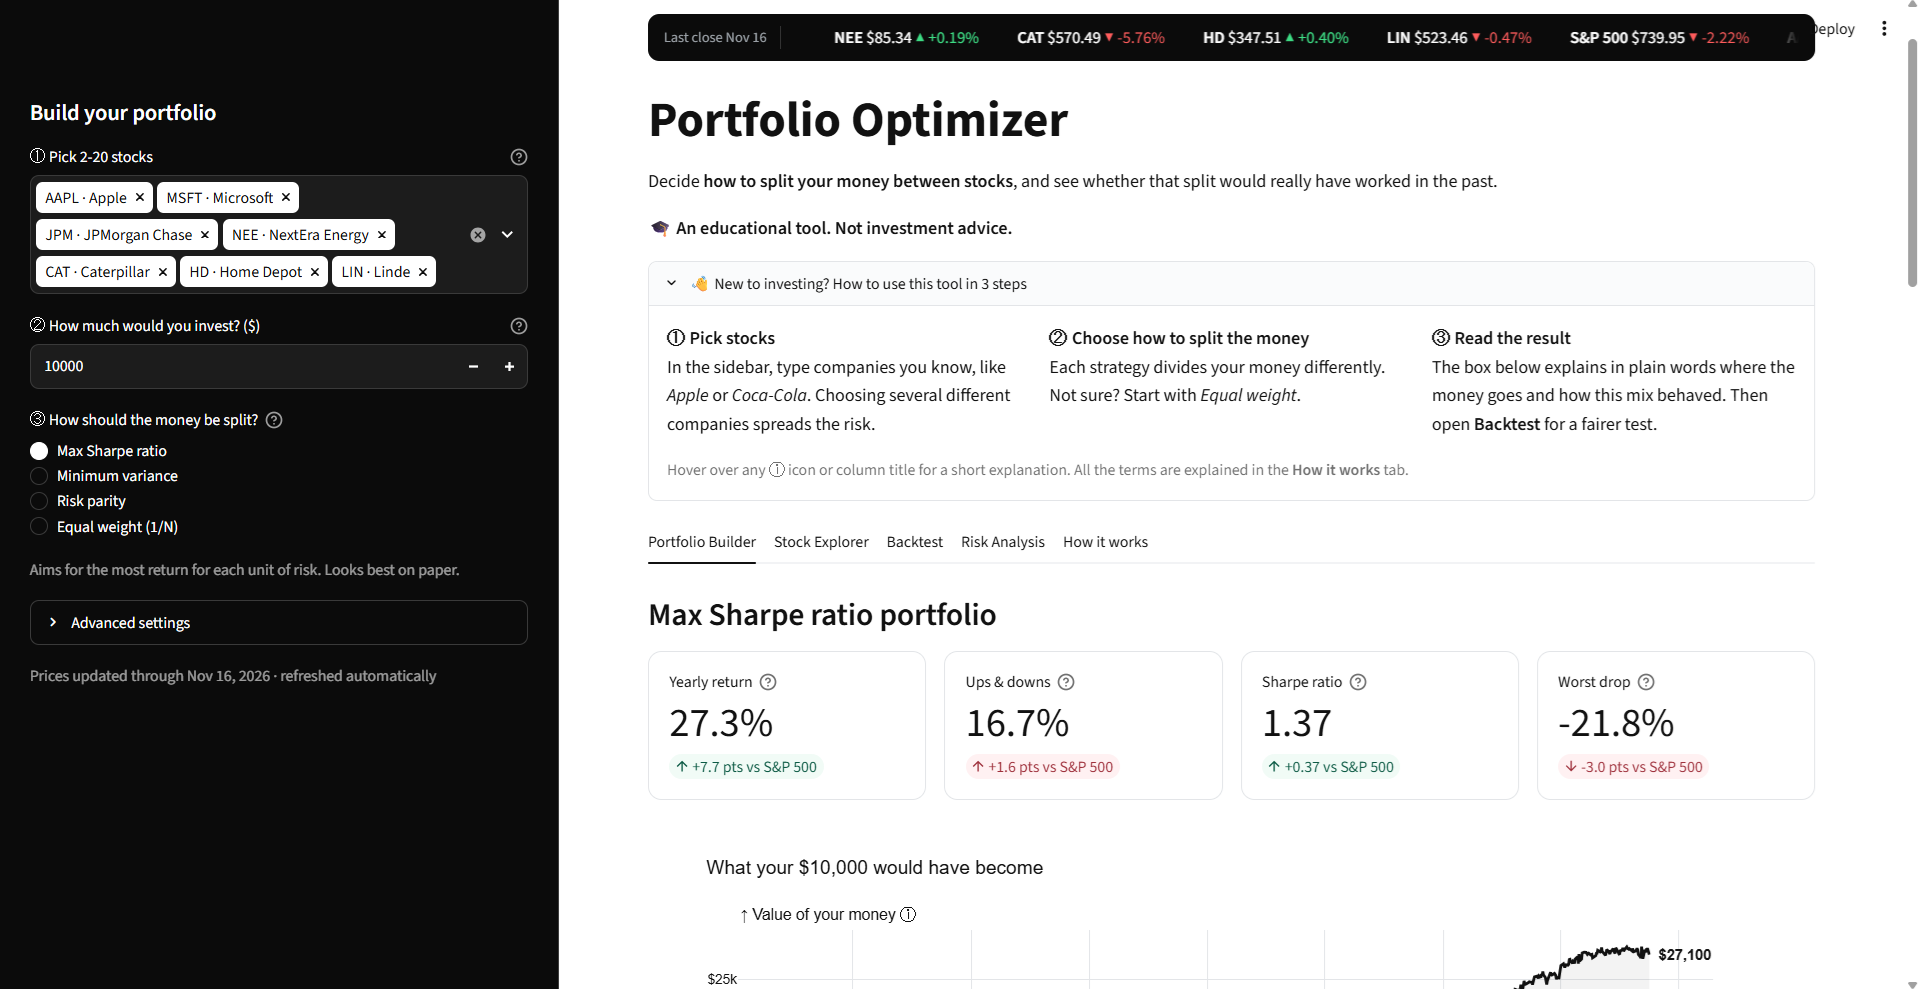 Build your portfolio
① Pick 2-20 stocks
AAPL · Apple ×
MSFT · Microsoft ×
JPM · JPMorgan Chase ×
NEE · NextEra Energy ×
CAT · Caterpillar ×
HD · Home Depot ×
LIN · Linde ×
② How much would you invest? ($)
10000
③ How should the money be split?
Max Sharpe ratio
Minimum variance
Risk parity
Equal weight (1/N)
Aims for the most return for each unit of risk. Looks best on paper.
Advanced settings
Prices updated through Nov 16, 2026 · refreshed automatically
Last close Nov 16
NEE $85.34 ▲ +0.19%
CAT $570.49 ▼ -5.76%
HD $347.51 ▲ +0.40%
LIN $523.46 ▼ -0.47%
S&P 500 $739.95 ▼ -2.22%
A
Deploy
Portfolio Optimizer
Decide how to split your money between stocks, and see whether that split would really have worked in the past.
🎓 An educational tool. Not investment advice.
👋 New to investing? How to use this tool in 3 steps
① Pick stocks
In the sidebar, type companies you know, like
Apple or Coca-Cola. Choosing several different
companies spreads the risk.
② Choose how to split the money
Each strategy divides your money differently.
Not sure? Start with Equal weight.
③ Read the result
The box below explains in plain words where the
money goes and how this mix behaved. Then
open Backtest for a fairer test.
Hover over any ⓘ icon or column title for a short explanation. All the terms are explained in the How it works tab.
Portfolio Builder
Stock Explorer
Backtest
Risk Analysis
How it works
Max Sharpe ratio portfolio
Yearly return
27.3%
↑ +7.7 pts vs S&P 500
Ups & downs
16.7%
↑ +1.6 pts vs S&P 500
Sharpe ratio
1.37
↑ +0.37 vs S&P 500
Worst drop
-21.8%
↓ -3.0 pts vs S&P 500
What your $10,000 would have become
↑ Value of your money ⓘ
$27,100
$25k